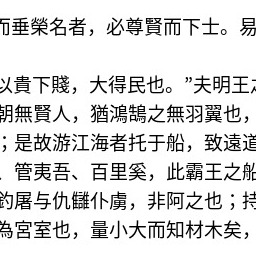 而垂榮名者，必尊賢而下士。易
以貴下賤，大得民也。”夫明王之
朝無賢人，猶鴻鵠之無羽翼也，
；是故游江海者托于船，致遠道
、管夷吾、百里奚，此霸王之船
釣屠与仇讎仆虜，非阿之也；持
為宮室也，量小大而知材木矣，